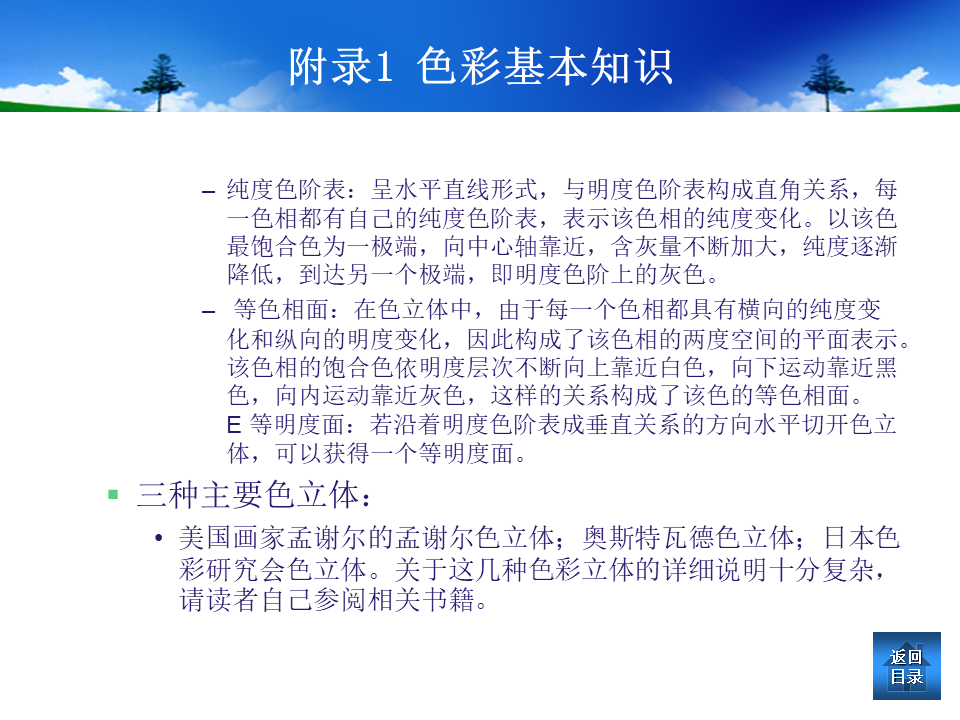 附录1 色彩基本知识
– 纯度色阶表：呈水平直线形式，与明度色阶表构成直角关系，每
一色相都有自己的纯度色阶表，表示该色相的纯度变化。以该色
最饱合色为一极端，向中心轴靠近，含灰量不断加大，纯度逐渐
降低，到达另一个极端，即明度色阶上的灰色。
– 等色相面：在色立体中，由于每一个色相都具有横向的纯度变
化和纵向的明度变化，因此构成了该色相的两度空间的平面表示。
该色相的饱合色依明度层次不断向上靠近白色，向下运动靠近黑
色，向内运动靠近灰色，这样的关系构成了该色的等色相面。
E 等明度面：若沿着明度色阶表成垂直关系的方向水平切开色立
体，可以获得一个等明度面。
▪ 三种主要色立体：
• 美国画家孟谢尔的孟谢尔色立体；奥斯特瓦德色立体；日本色
彩研究会色立体。关于这几种色彩立体的详细说明十分复杂，
请读者自己参阅相关书籍。
返回
目录